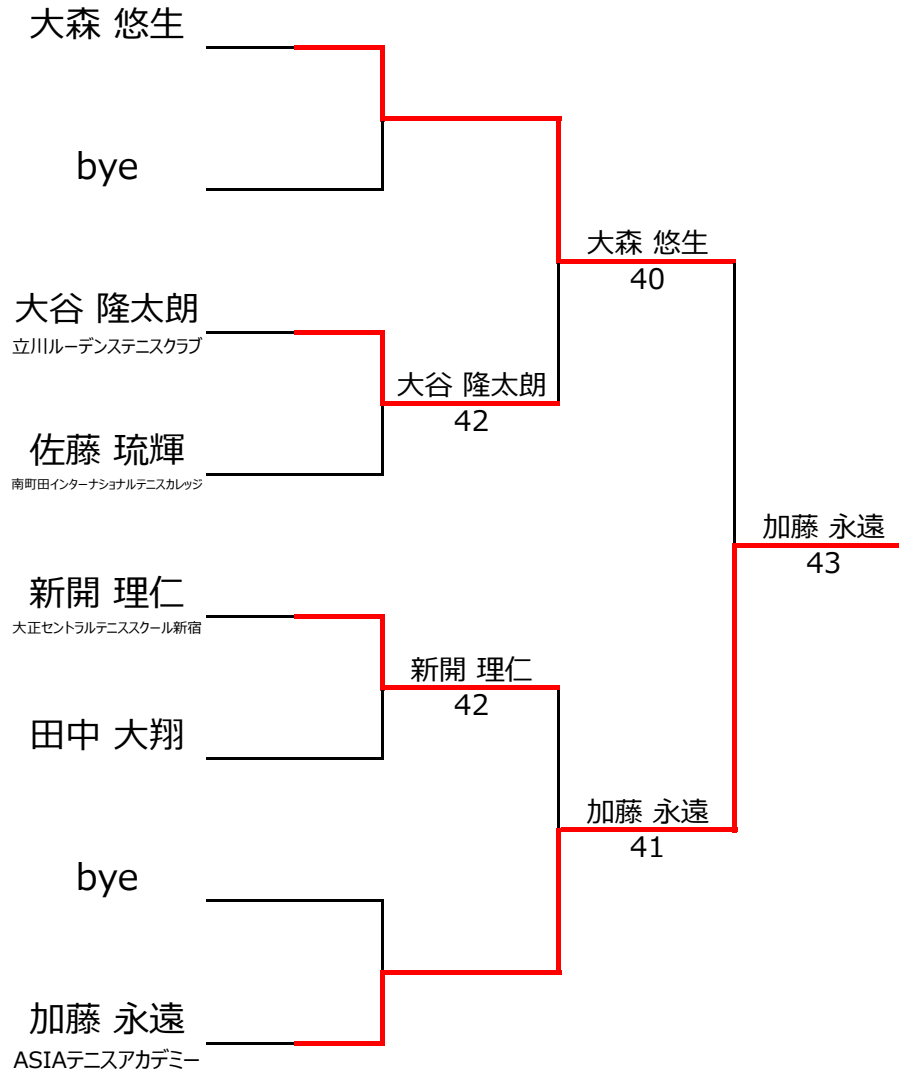 大森 悠生
bye
大谷 隆太朗
立川ルーデンステニスクラブ
佐藤 琉輝
南町田インターナショナルテニスカレッジ
新開 理仁
大正セントラルテニススクール新宿
田中 大翔
bye
加藤 永遠
ASIAテニスアカデミー
大谷 隆太朗
42
新開 理仁
42
大森 悠生
40
加藤 永遠
41
加藤 永遠
43